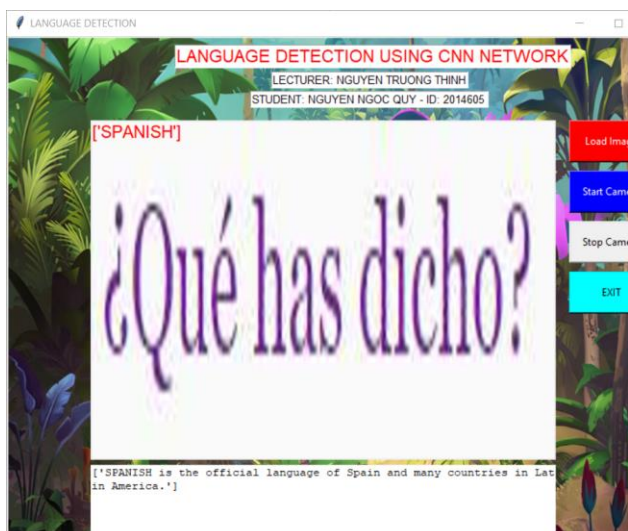 LANGUAGE DETECTION
LANGUAGE DETECTION USING CNN NETWORK
LECTURER: NGUYEN TRUONG THINH
STUDENT: NGUYEN NGOC QUY - ID: 2014605
['SPANISH']
¿Qué has dicho?
Load Imag
Start Came
Stop Came
EXIT
['SPANISH is the official language of Spain and many countries in Lat
in America.']